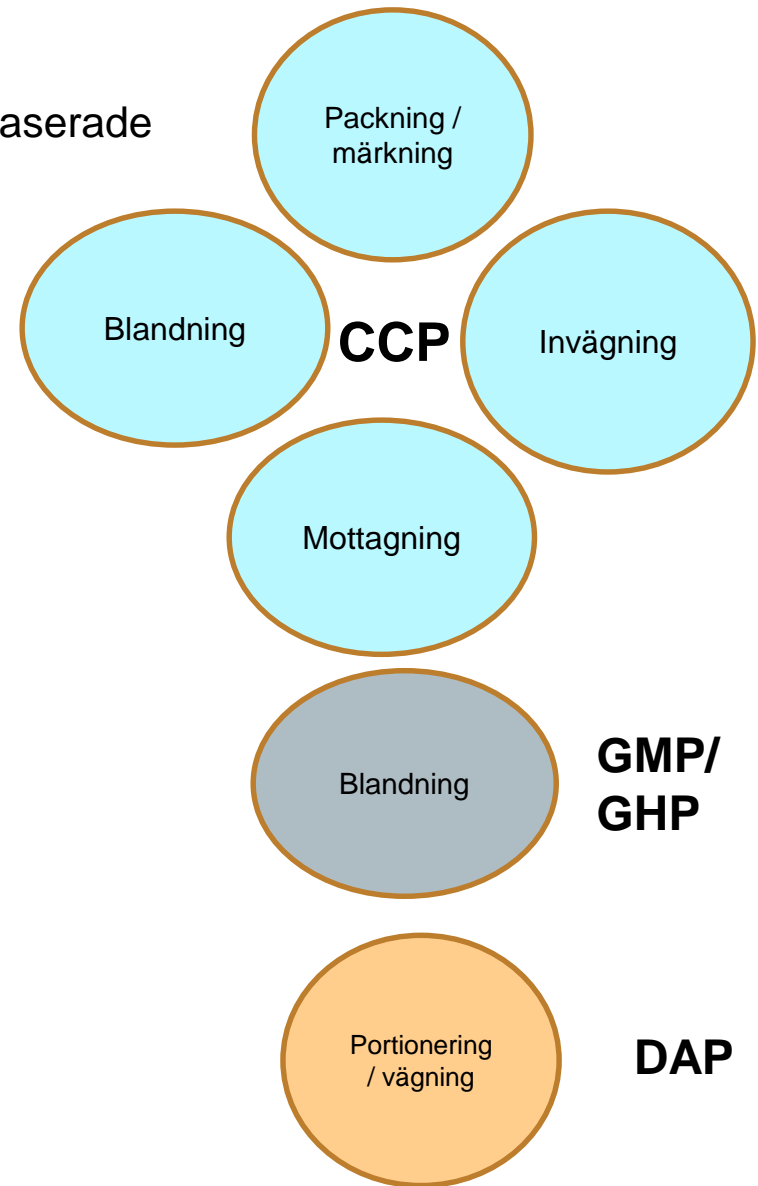 aserade
Packning /
märkning
Blandning
CCP
Invägning
Mottagning
Blandning
GMP/
GHP
Portionering
/ vägning
DAP